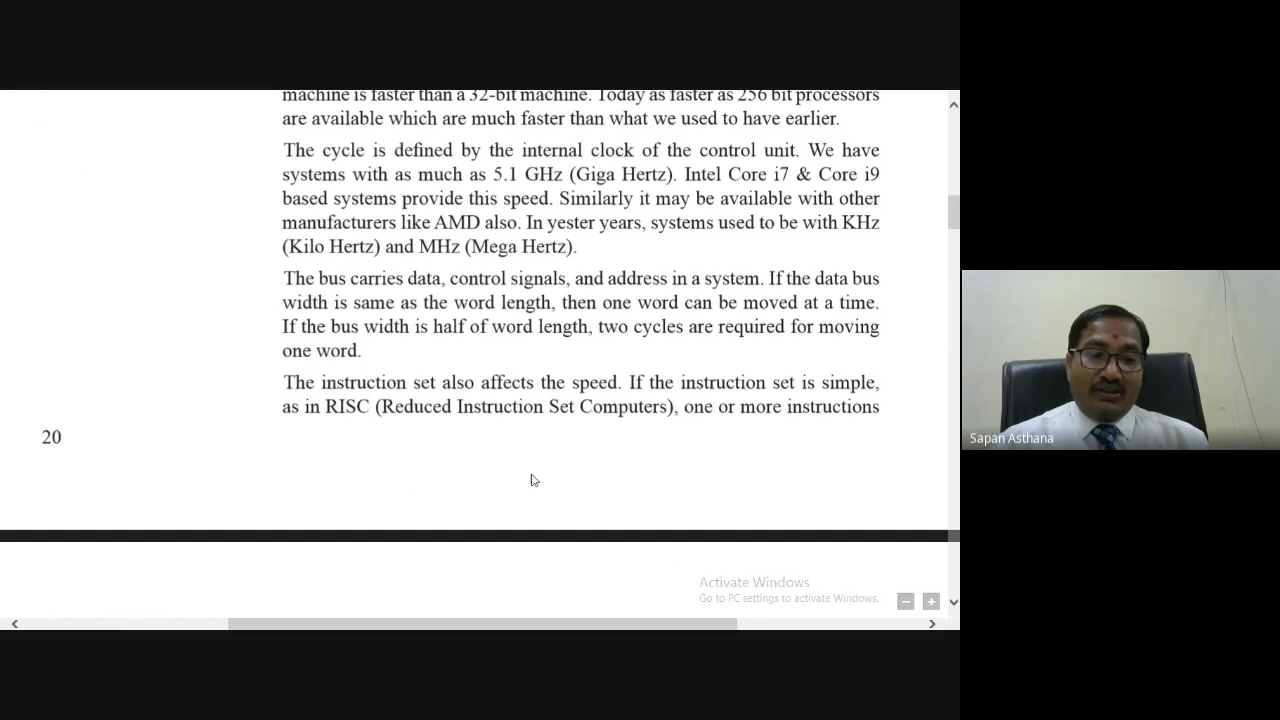 machine is faster than a 32-bit machine. Today as faster as 256 bit processors
are available which are much faster than what we used to have earlier.
The cycle is defined by the internal clock of the control unit. We have
systems with as much as 5.1 GHz (Giga Hertz). Intel Core i7 & Core i9
based systems provide this speed. Similarly it may be available with other
manufacturers like AMD also. In yester years, systems used to be with KHz
(Kilo Hertz) and MHz (Mega Hertz).
The bus carries data, control signals, and address in a system. If the data bus
width is same as the word length, then one word can be moved at a time.
If the bus width is half of word length, two cycles are required for moving
one word.
The instruction set also affects the speed. If the instruction set is simple,
as in RISC (Reduced Instruction Set Computers), one or more instructions
20
Activate Windows
Go to PC settings to activate Windows.
Sapan Asthana